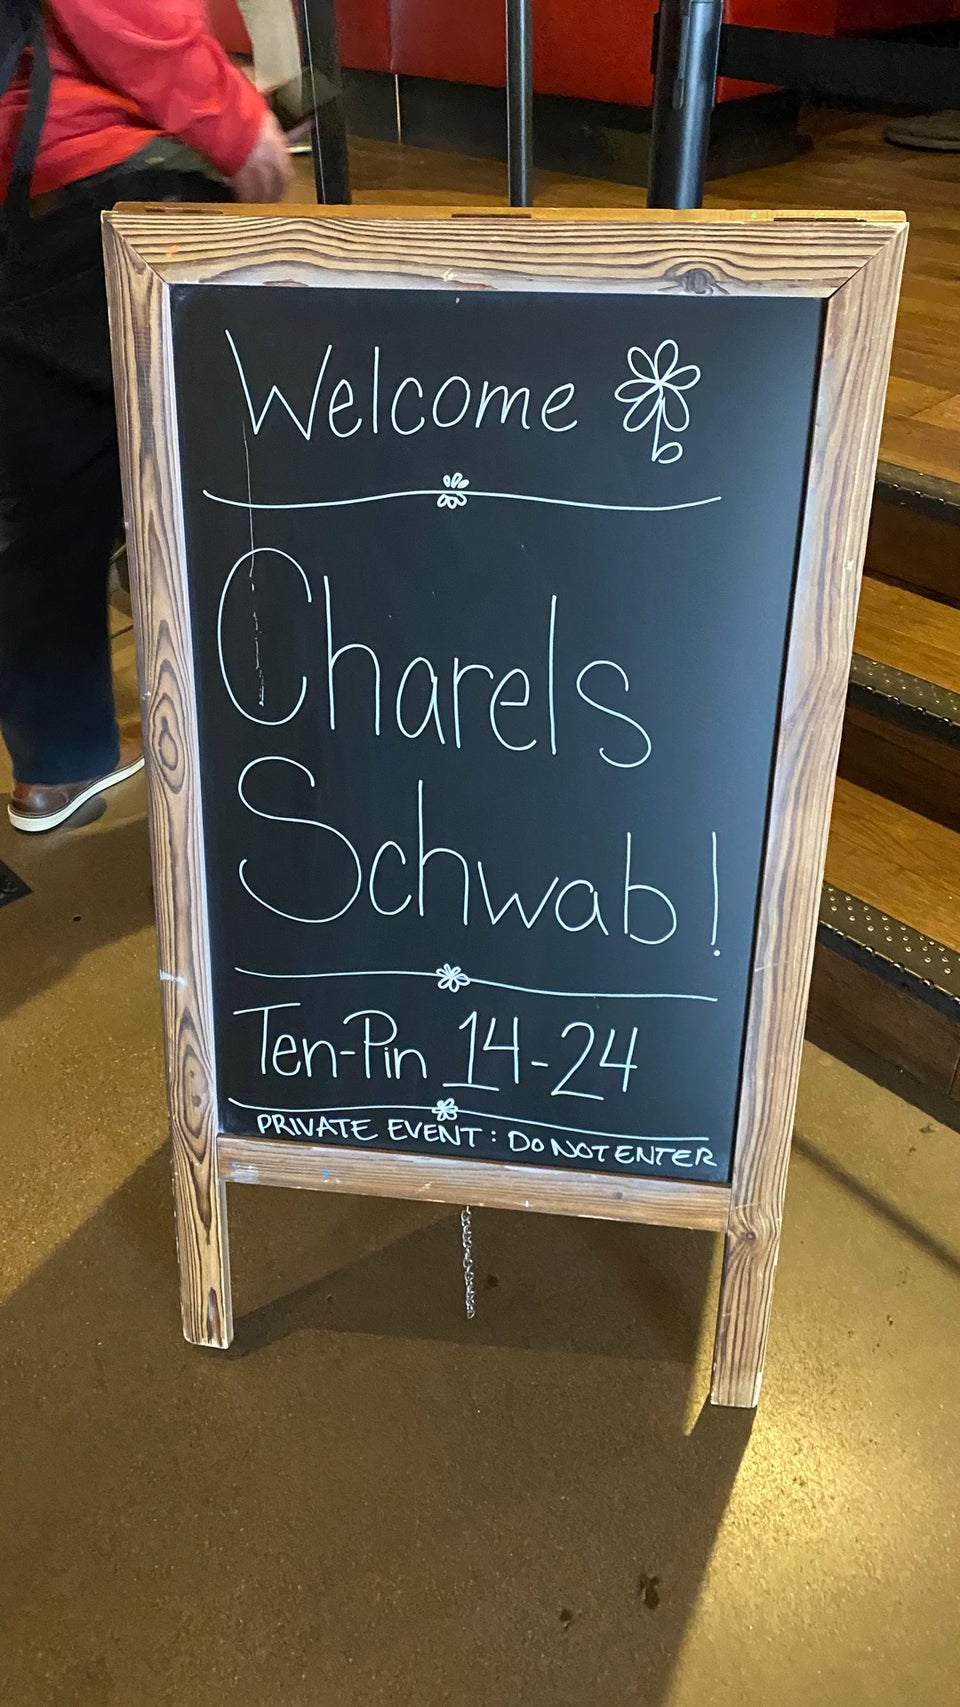 Welcome
Charels
Schwab!
Ten-Pin 14-24
PRIVATE EVENT: DO NOT ENTER